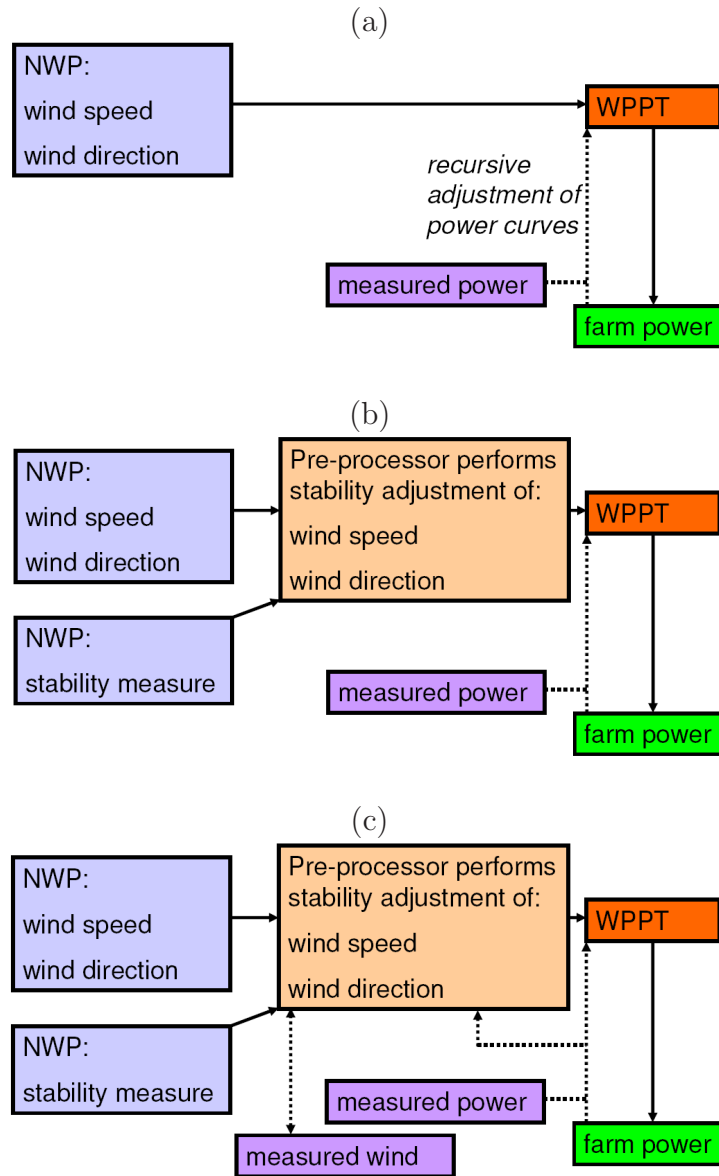 (a)
NWP:
wind speed
wind direction
WPPT
recursive
adjustment of
power curves
measured power
farm power
(b)
NWP:
wind speed
wind direction
Pre-processor performs
stability adjustment of:
wind speed
wind direction
WPPT
NWP:
stability measure
measured power
farm power
(c)
NWP:
wind speed
wind direction
Pre-processor performs
stability adjustment of:
wind speed
wind direction
WPPT
NWP:
stability measure
measured power
farm power
measured wind